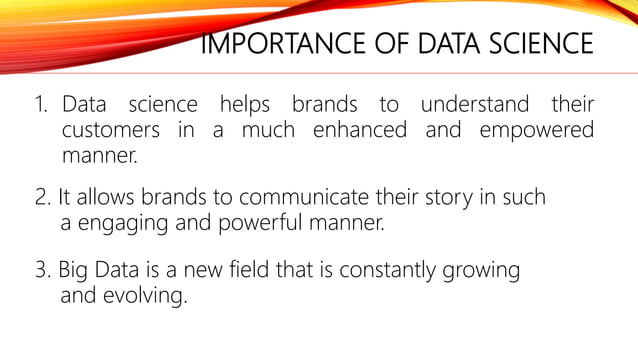 IMPORTANCE OF DATA SCIENCE
1. Data science helps brands to understand their
customers in a much enhanced and empowered
manner.
2. It allows brands to communicate their story in such
a engaging and powerful manner.
3. Big Data is a new field that is constantly growing
and evolving.